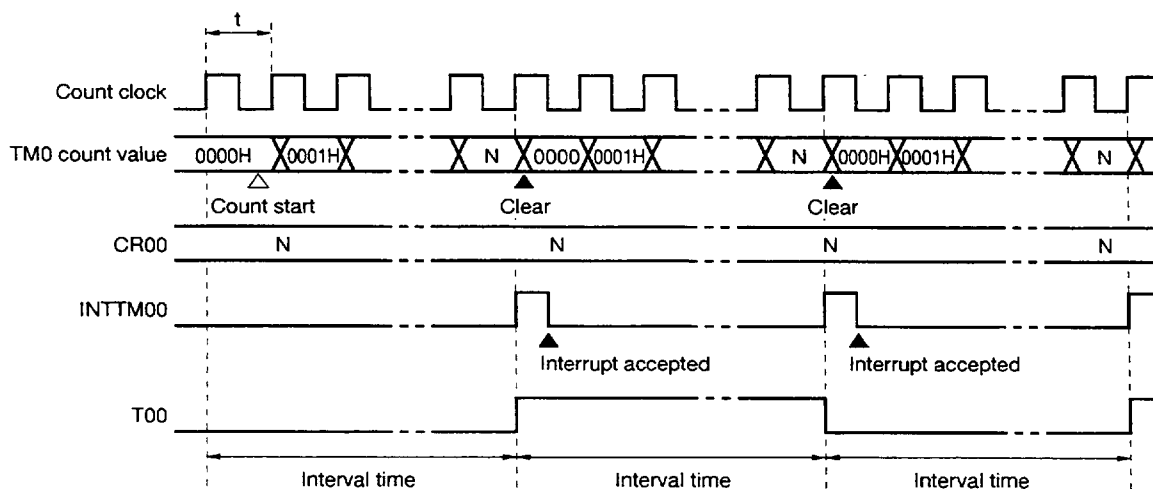 t
Count clock
TM0 count value 0000H 0001H N 0000 0001H N 0000H 0001H N
Count start Clear Clear
CR00 N N N N
INTTM00
Interrupt accepted Interrupt accepted
T00
Interval time Interval time Interval time